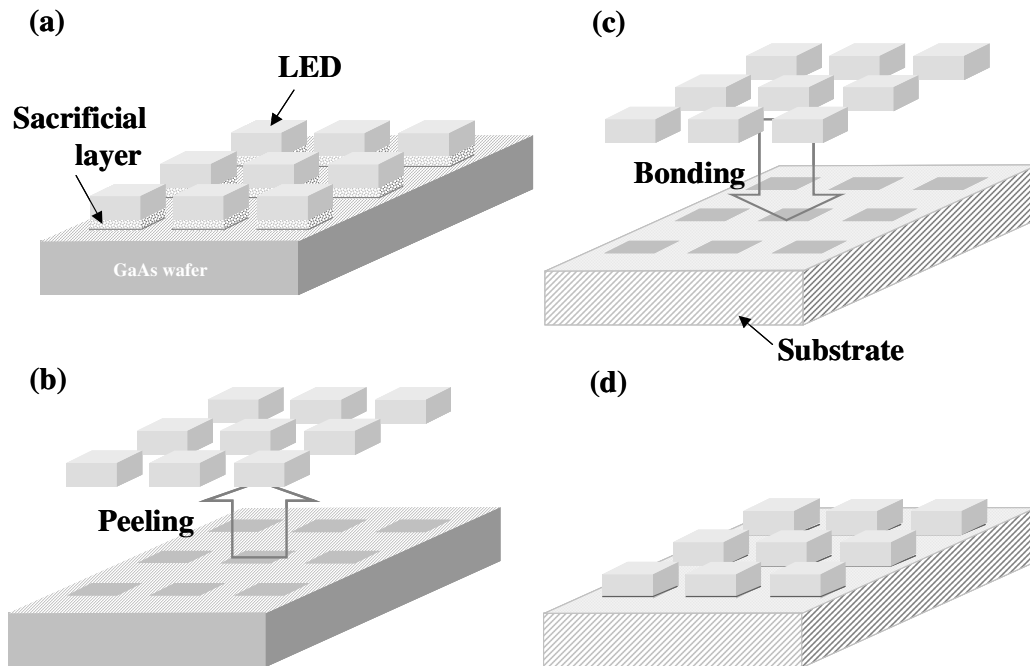 (a)
LED
Sacrificial
layer
GaAs wafer
(b)
Peeling
(c)
Bonding
Substrate
(d)